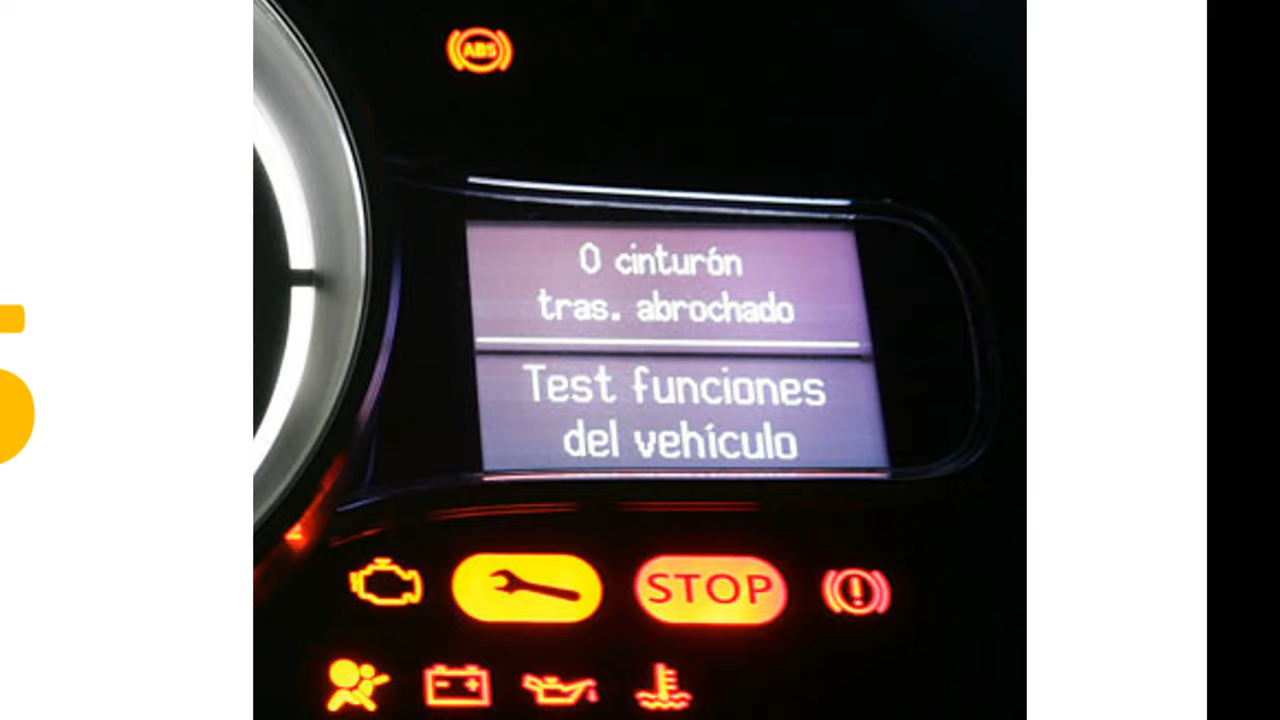 ABS
0 cinturón
tras. abrochado
Test funciones
del vehículo
STOP